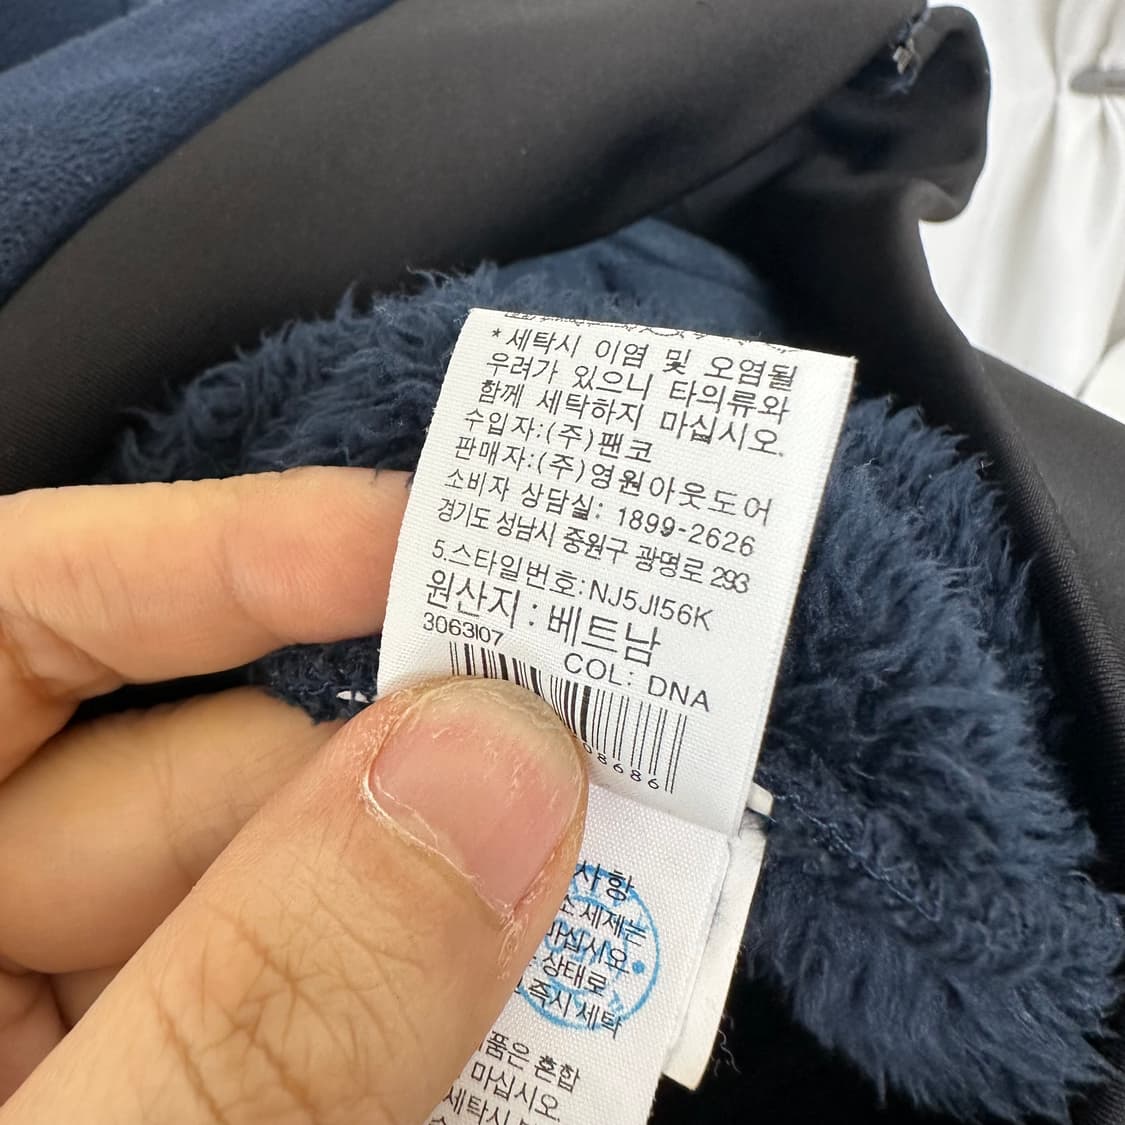 *세탁시 이염 및 오염될
우려가 있으니 타의류와
함께 세탁하지 마십시오.
수입자:(주)팬코
판매자:(주)영원아웃도어
소비자 상담실: 1899-2626
경기도 성남시 중원구 광명로 293
5.스타일번호:NJ5JI56K
원산지:베트남
3063I07
COL: DNA
8686
사항
세제는
마십시오.
상태로
즉시 세탁
품은 혼합
마십시오.
세탁시